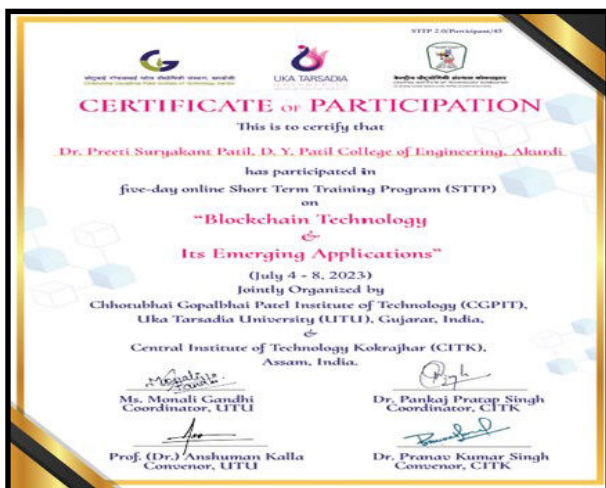 STTP 2.0/Participant/45
છોટુભાઈ ગોપાલભાઈ પટેલ
UKA TARSADIA
CERTIFICATE OF PARTICIPATION
This is to certify that
Dr. Preeti Suryakant Patil, D. Y. Patil College of Engineering, Akurdi
has participated in
five-day online Short Term Training Program (STTP)
on
“Blockchain Technology
&
Its Emerging Applications”
(July 4 - 8, 2023)
Jointly Organized by
Chhotubhai Gopalbhai Patel Institute of Technology (CGPIT),
Uka Tarsadia University (UTU), Gujarat, India,
&
Central Institute of Technology Kokrajhar (CITK),
Assam, India.
Ms. Monali Gandhi
Coordinator, UTU
Dr. Pankaj Pratap Singh
Coordinator, CITK
Prof. (Dr.) Anshuman Kalla
Convenor, UTU
Dr. Pranav Kumar Singh
Convenor, CITK